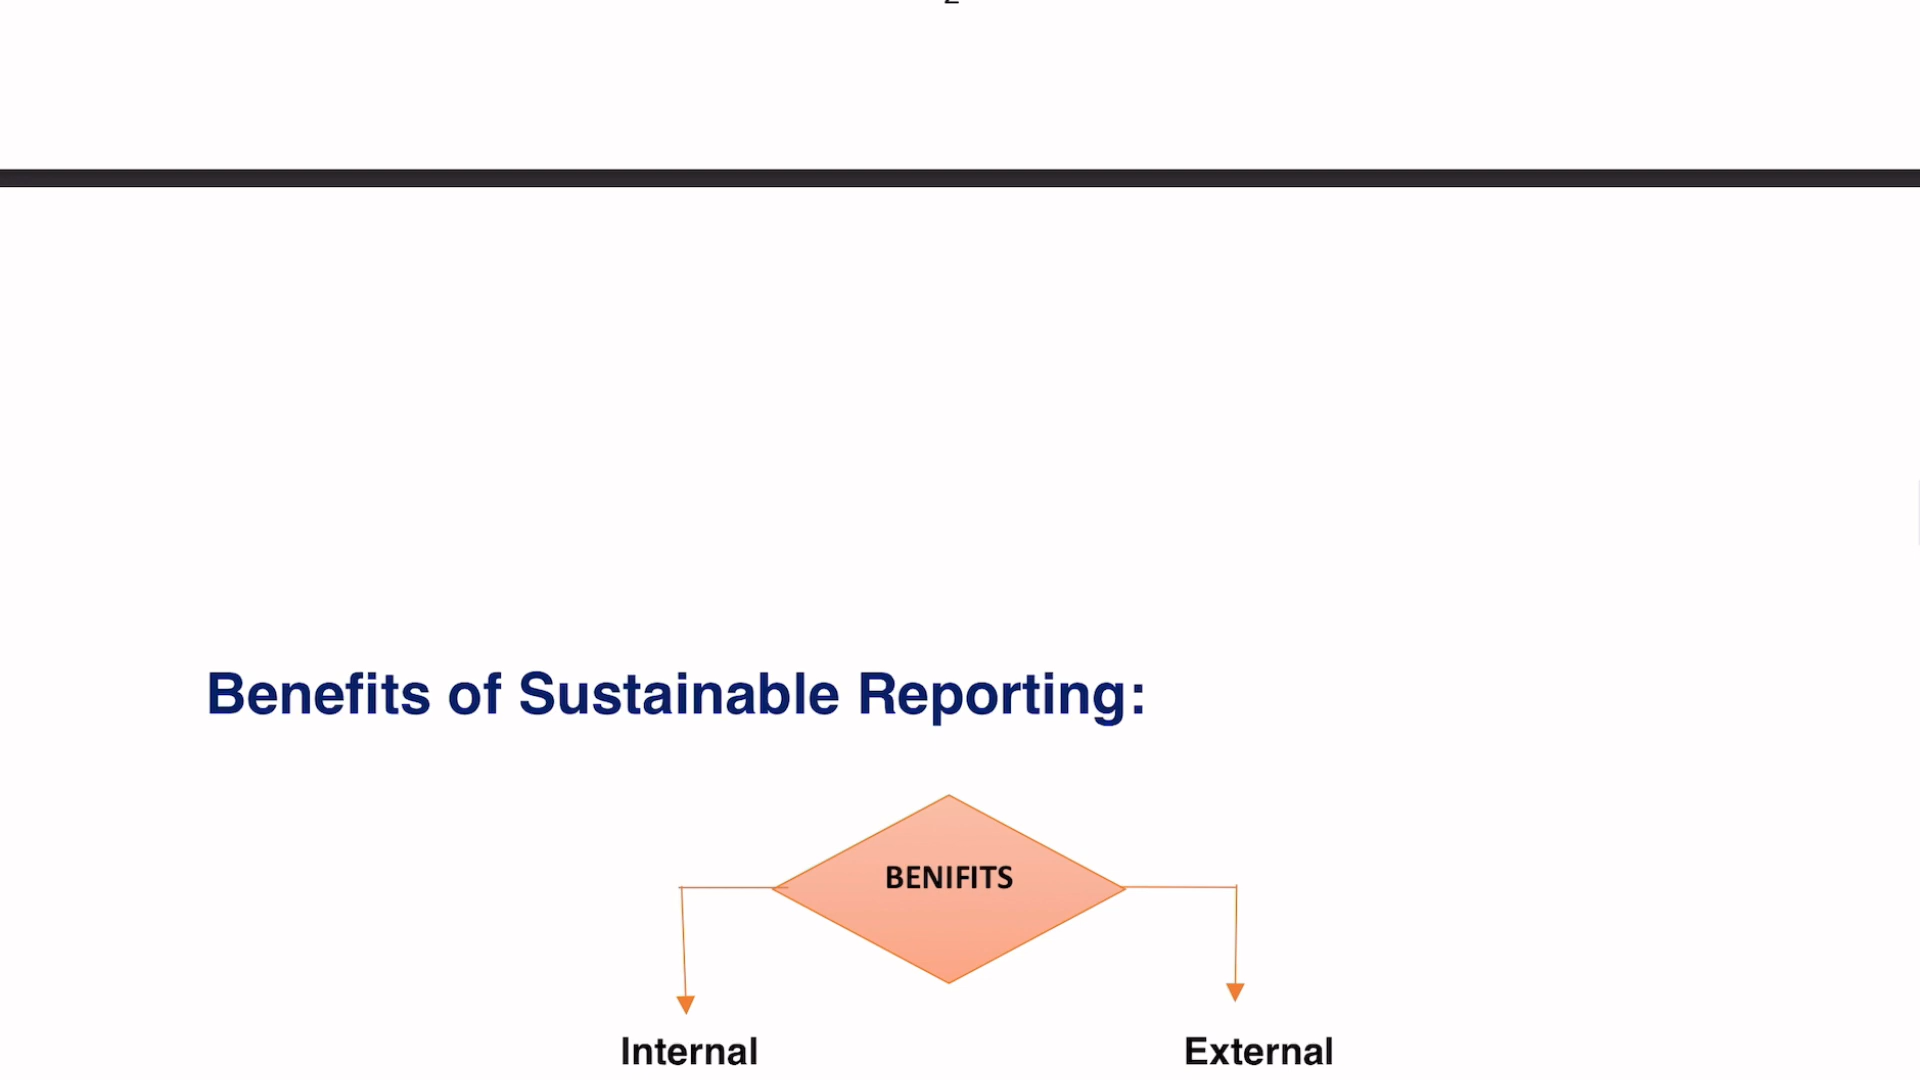 Benefits of Sustainable Reporting:
BENIFITS
Internal
External